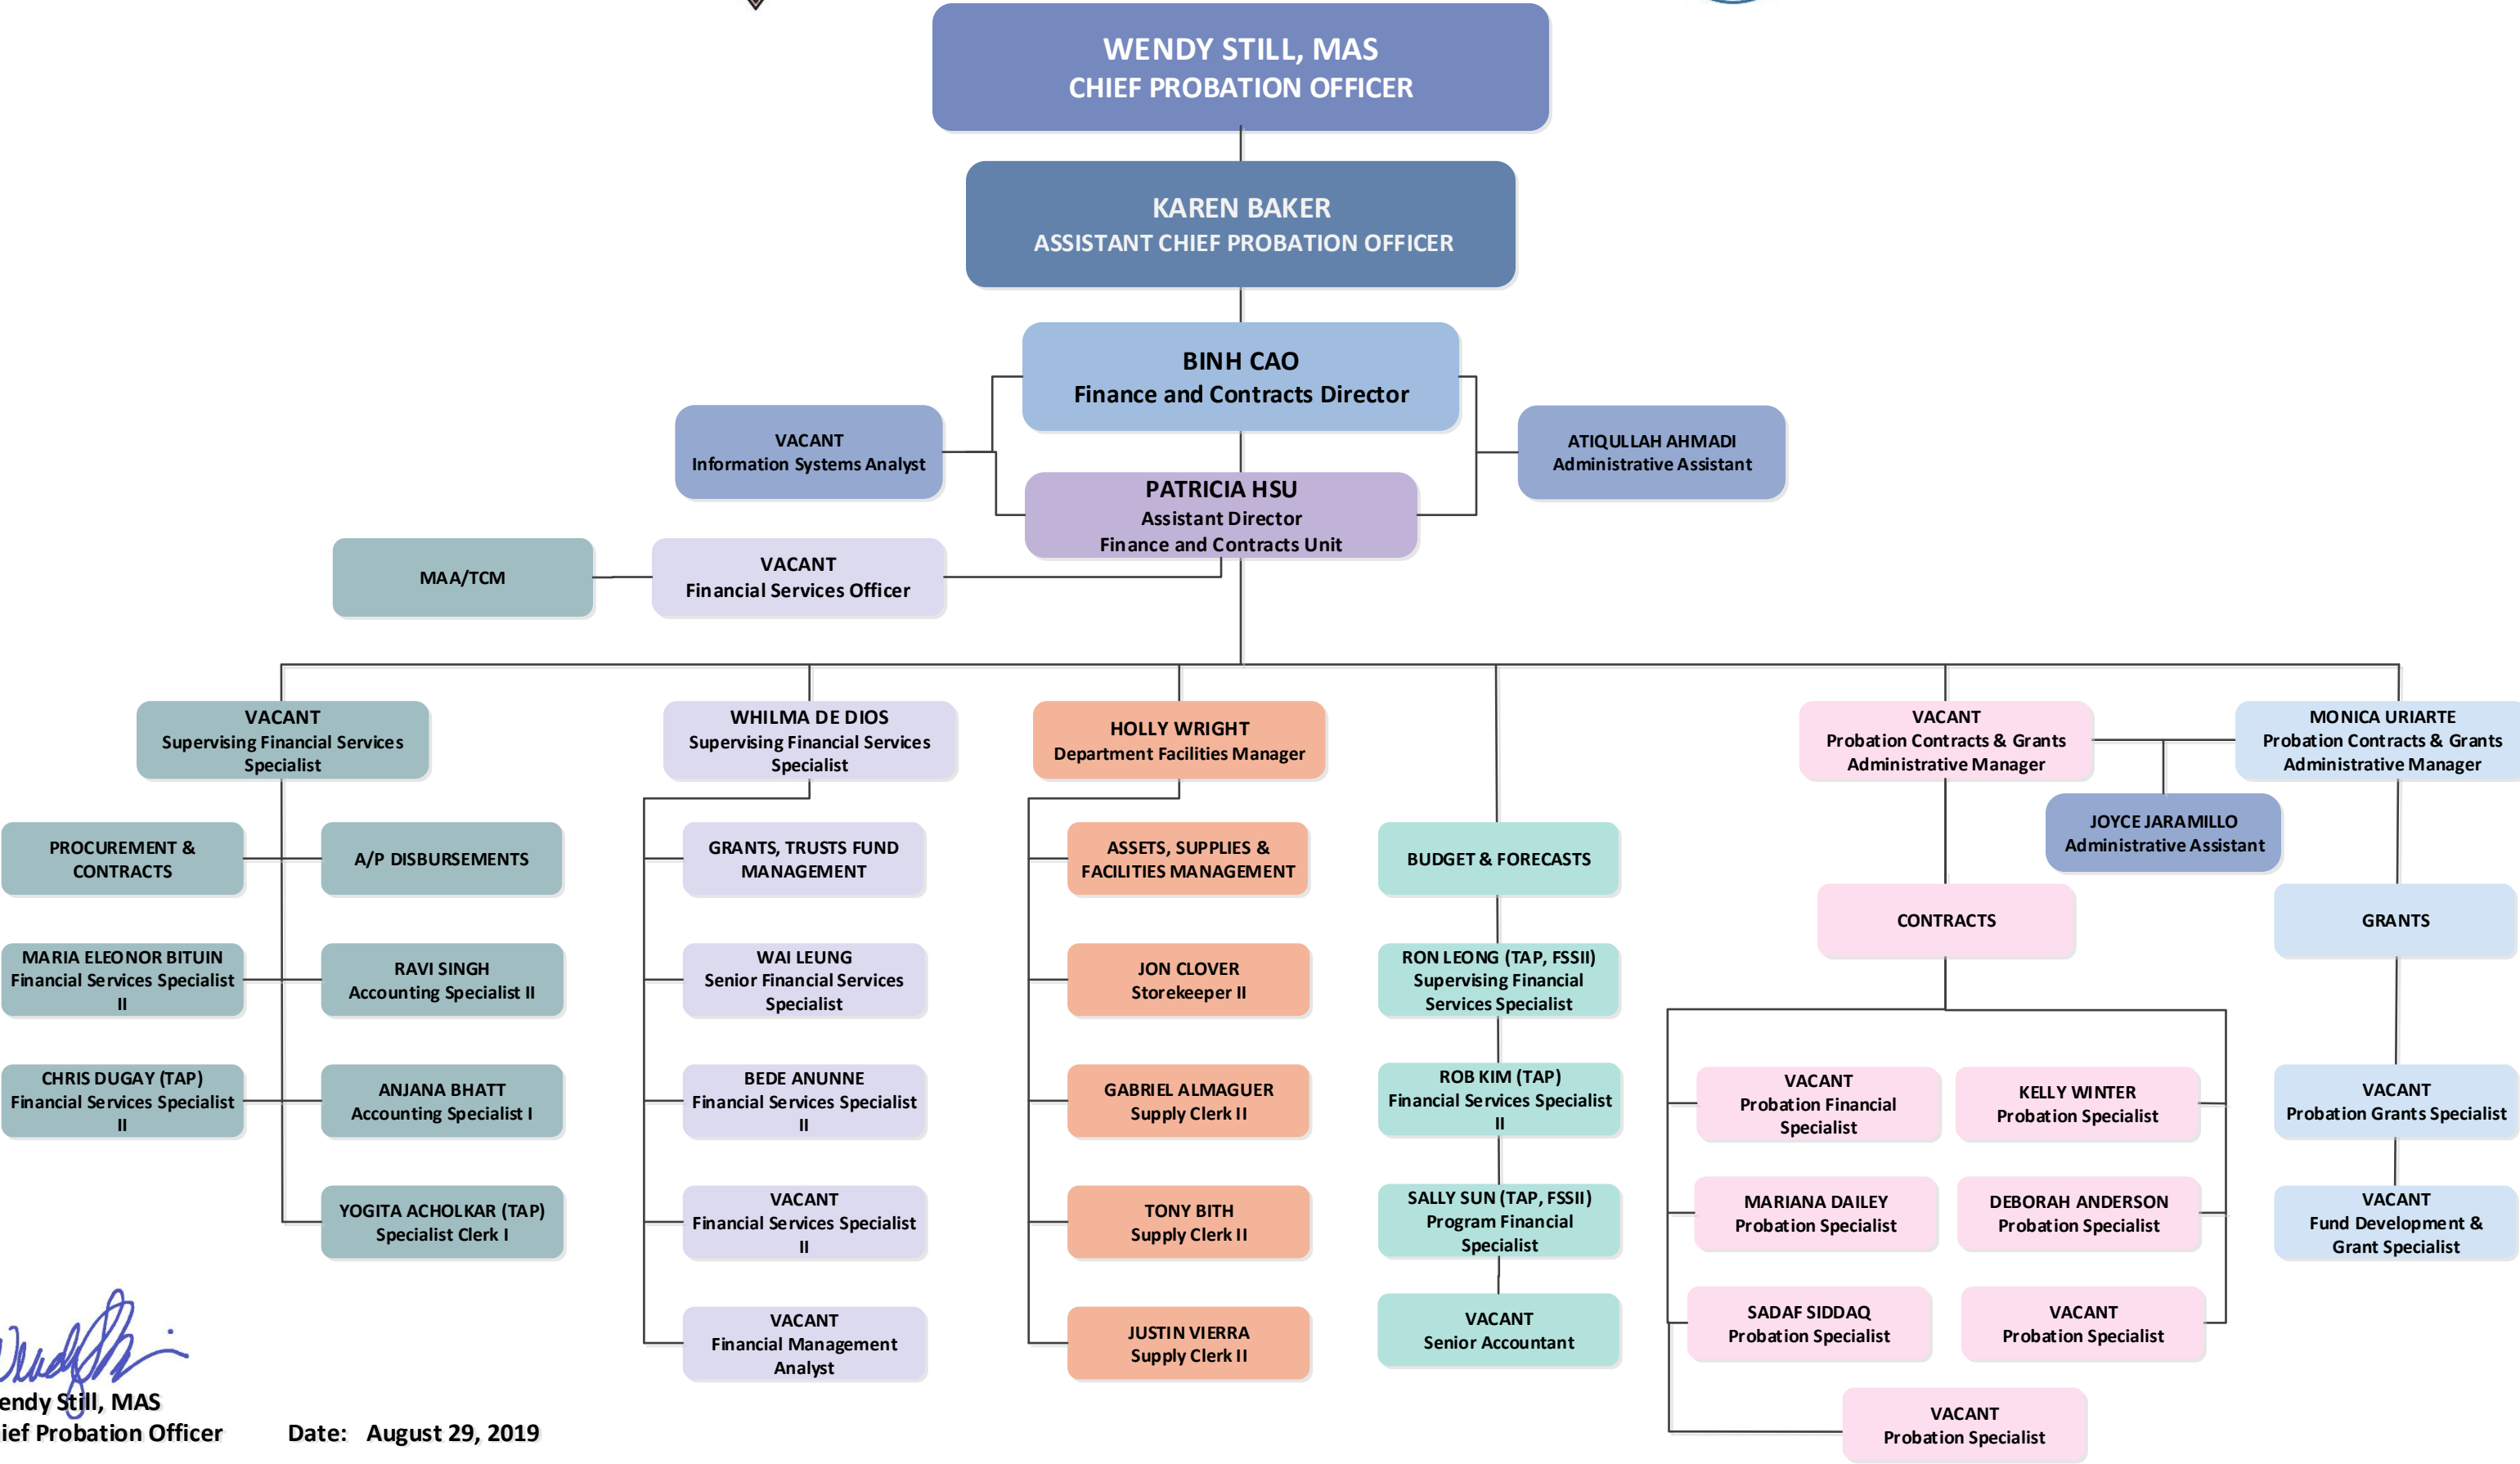 WENDY STILL, MAS
CHIEF PROBATION OFFICER
KAREN BAKER
ASSISTANT CHIEF PROBATION OFFICER
BINH CAO
Finance and Contracts Director
VACANT
Information Systems Analyst
ATIQULLAH AHMADI
Administrative Assistant
PATRICIA HSU
Assistant Director
Finance and Contracts Unit
MAA/TCM
VACANT
Financial Services Officer
VACANT
Supervising Financial Services
Specialist
PROCUREMENT &
CONTRACTS
A/P DISBURSEMENTS
MARIA ELEONOR BITUIN
Financial Services Specialist
II
RAVI SINGH
Accounting Specialist II
CHRIS DUGAY (TAP)
Financial Services Specialist
II
ANJANA BHATT
Accounting Specialist I
YOGITA ACHOLKAR (TAP)
Specialist Clerk I
WHILMA DE DIOS
Supervising Financial Services
Specialist
GRANTS, TRUSTS FUND
MANAGEMENT
WAI LEUNG
Senior Financial Services
Specialist
BEDE ANUNNE
Financial Services Specialist
II
VACANT
Financial Services Specialist
II
VACANT
Financial Management
Analyst
HOLLY WRIGHT
Department Facilities Manager
ASSETS, SUPPLIES &
FACILITIES MANAGEMENT
JON CLOVER
Storekeeper II
GABRIEL ALMAGUER
Supply Clerk II
TONY BITH
Supply Clerk II
JUSTIN VIERRA
Supply Clerk II
BUDGET & FORECASTS
RON LEONG (TAP, FSSII)
Supervising Financial
Services Specialist
ROB KIM (TAP)
Financial Services Specialist
II
SALLY SUN (TAP, FSSII)
Program Financial
Specialist
VACANT
Senior Accountant
VACANT
Probation Contracts & Grants
Administrative Manager
MONICA URIARTE
Probation Contracts & Grants
Administrative Manager
JOYCE JARAMILLO
Administrative Assistant
CONTRACTS
VACANT
Probation Financial
Specialist
KELLY WINTER
Probation Specialist
MARIANA DAILEY
Probation Specialist
DEBORAH ANDERSON
Probation Specialist
SADAF SIDDAQ
Probation Specialist
VACANT
Probation Specialist
VACANT
Probation Specialist
GRANTS
VACANT
Probation Grants Specialist
VACANT
Fund Development &
Grant Specialist
endy Still, MAS
ief Probation Officer
Date: August 29, 2019